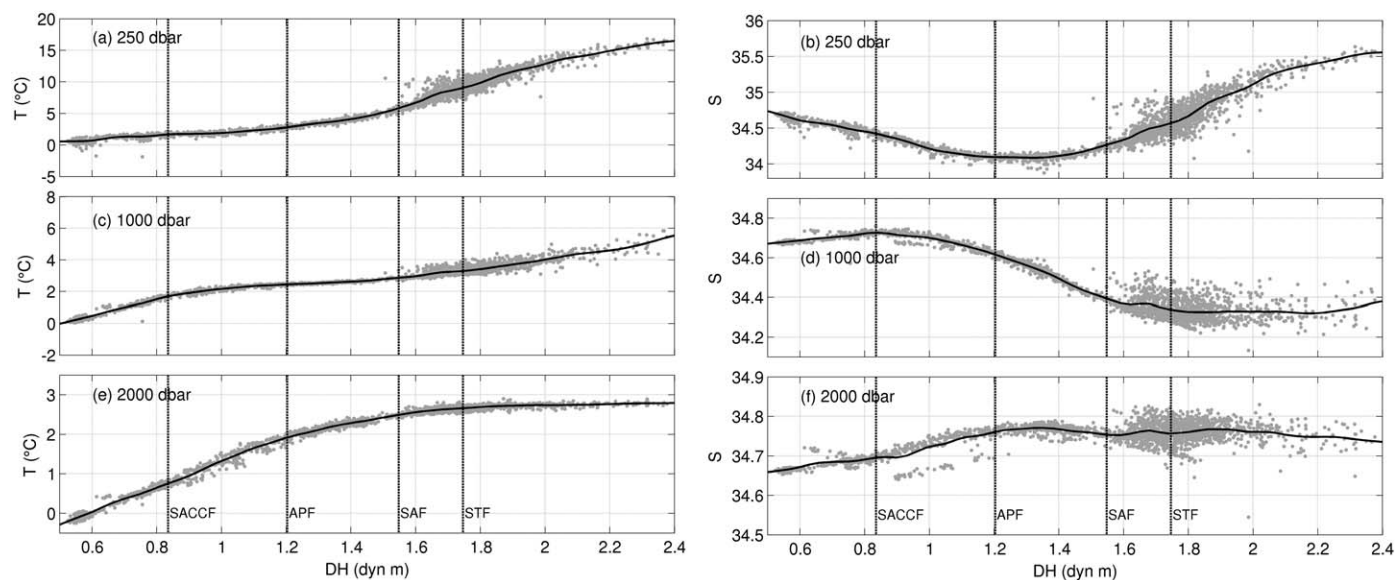 20
15
10
5
0
-5
T (°C)
(a) 250 dbar
36
35.5
35
34.5
34
S
(b) 250 dbar
8
6
4
2
0
-2
T (°C)
(c) 1000 dbar
34.8
34.6
34.4
34.2
S
(d) 1000 dbar
3
2
1
0
T (°C)
(e) 2000 dbar
SACCF APF SAF STF
0.6 0.8 1 1.2 1.4 1.6 1.8 2 2.2 2.4
DH (dyn m)
34.9
34.8
34.7
34.6
34.5
S
(f) 2000 dbar
SACCF APF SAF STF
0.6 0.8 1 1.2 1.4 1.6 1.8 2 2.2 2.4
DH (dyn m)